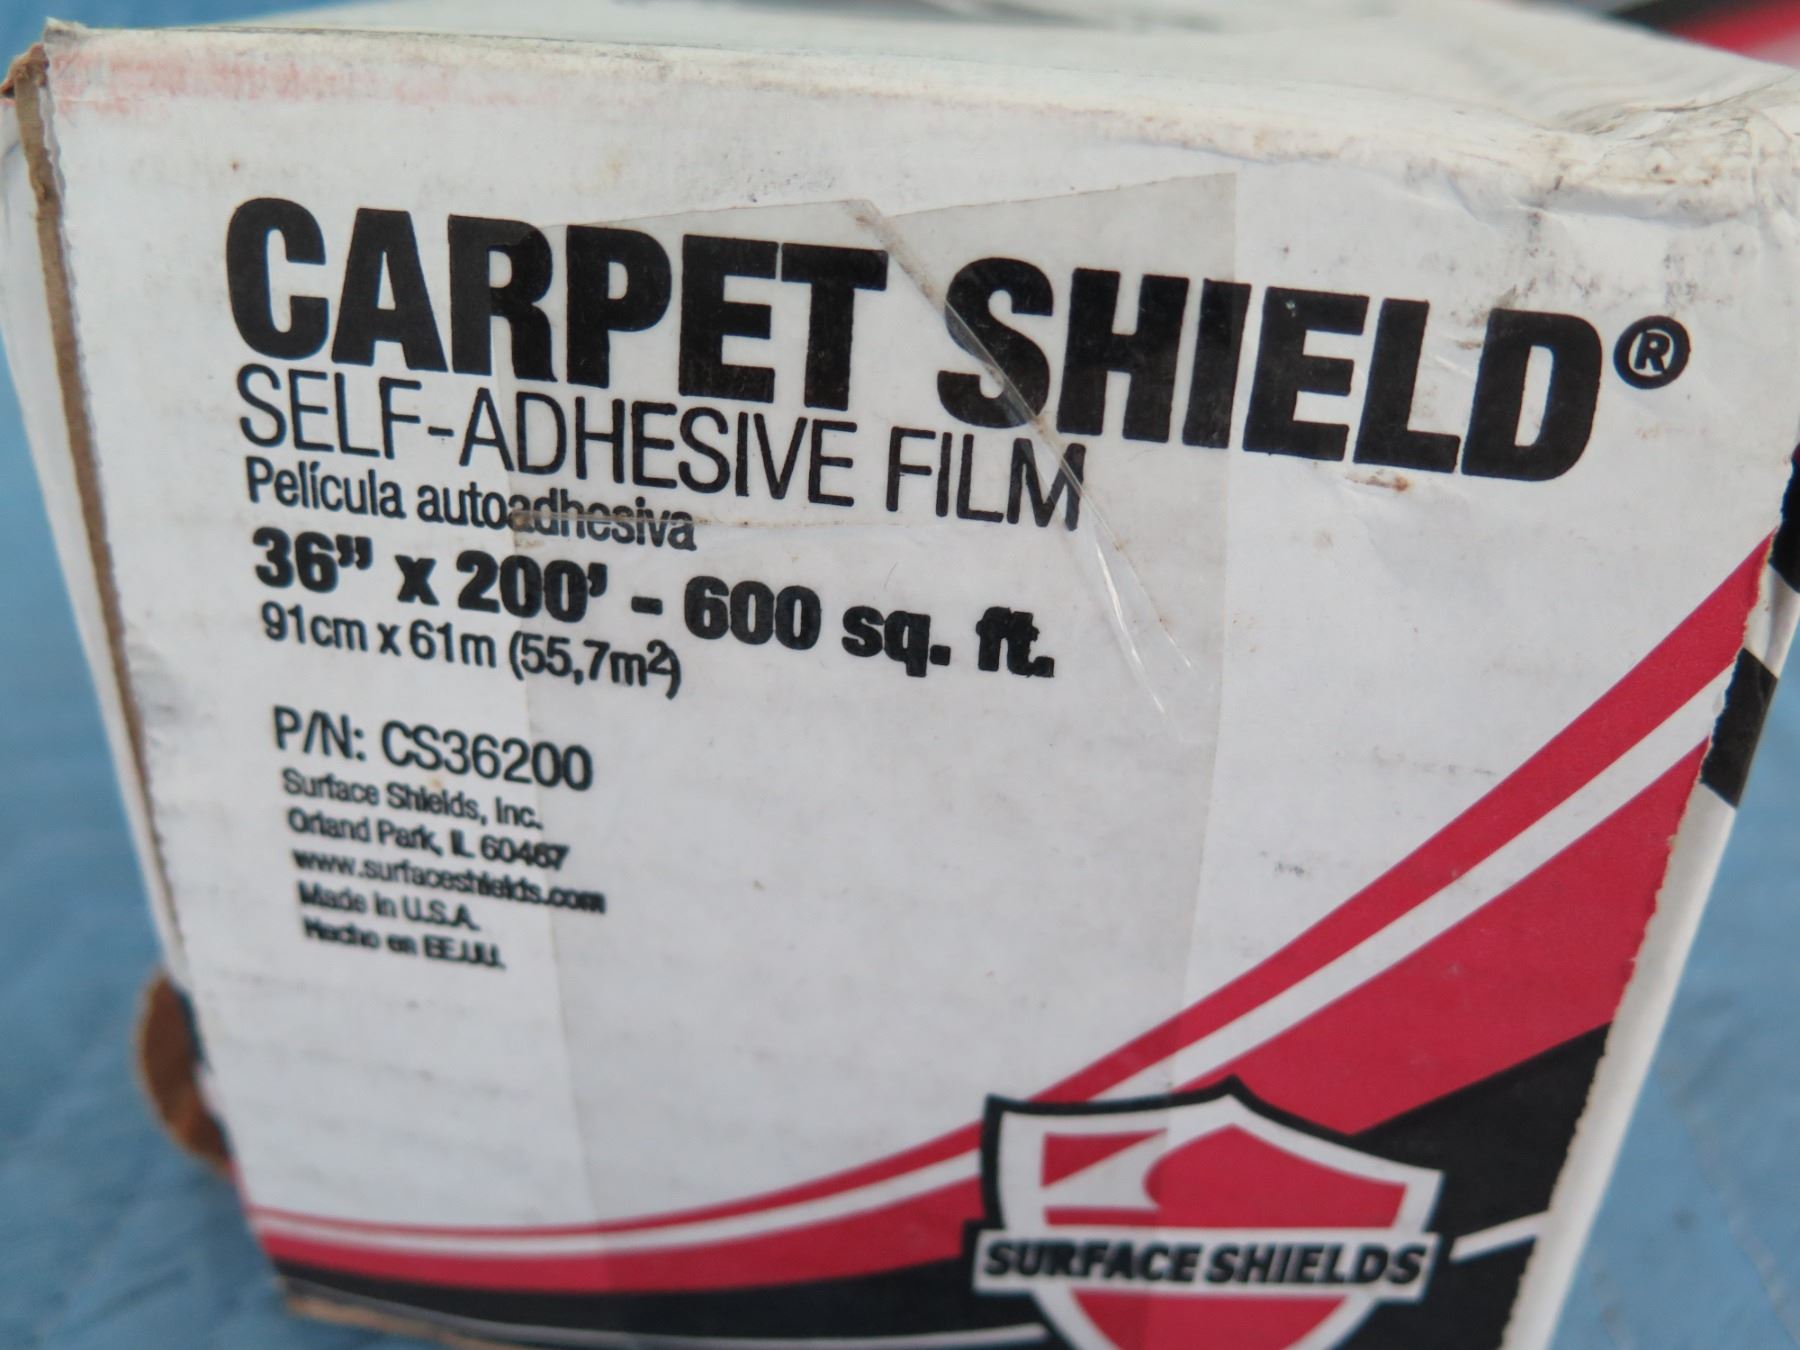 CARPET SHIELD®
SELF-ADHESIVE FILM
Película autoadhesiva
36” x 200’ - 600 sq. ft.
91cm x 61m (55,7m²)
P/N: CS36200
Surface Shields, Inc.
Orland Park, IL 60467
www.surfaceshields.com
Made in U.S.A.
Hecho en EE.UU.
SURFACE SHIELDS